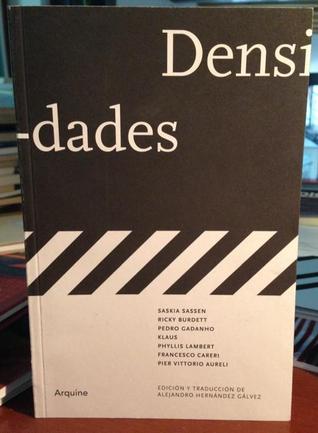 Densi
-dades
SASKIA SASSEN
RICKY BURDETT
PEDRO GADANHO
KLAUS
PHYLLIS LAMBERT
FRANCESCO CARERI
PIER VITTORIO AURELI
Arquine
EDICIÓN Y TRADUCCIÓN DE
ALEJANDRO HERNÁNDEZ GÁLVEZ